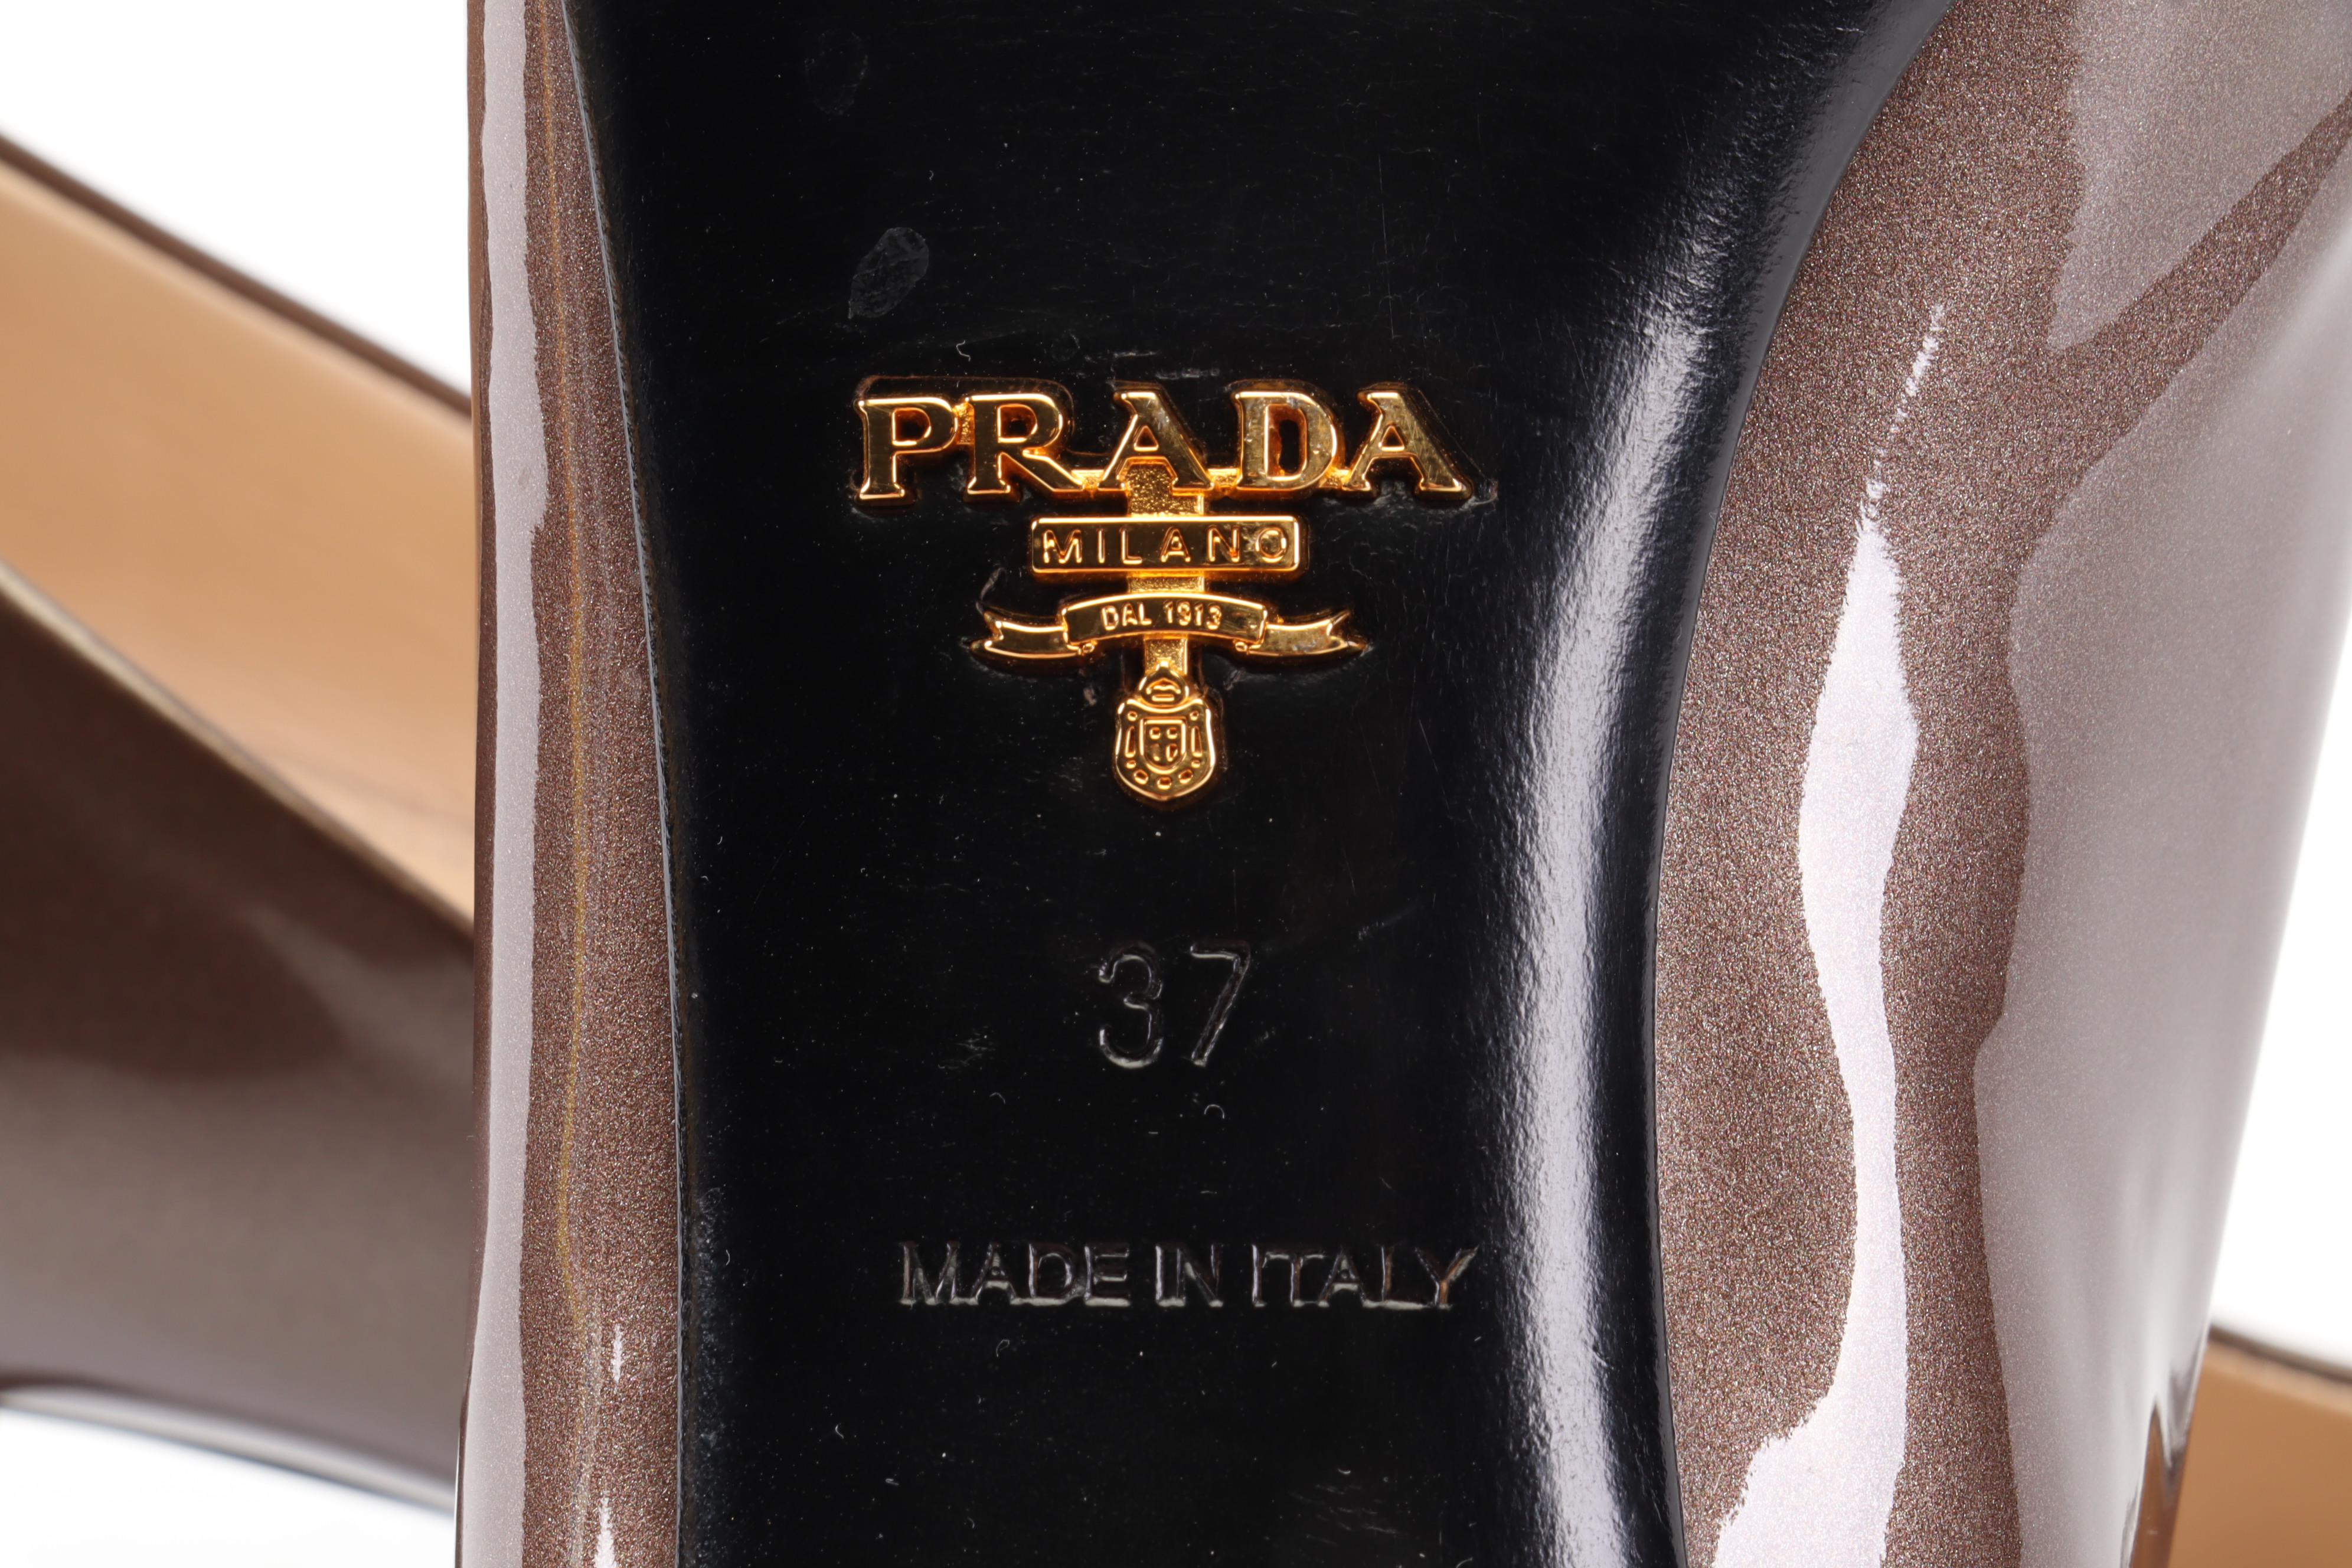 PRADA
MILANO
DAL 1913
37
MADE IN ITALY